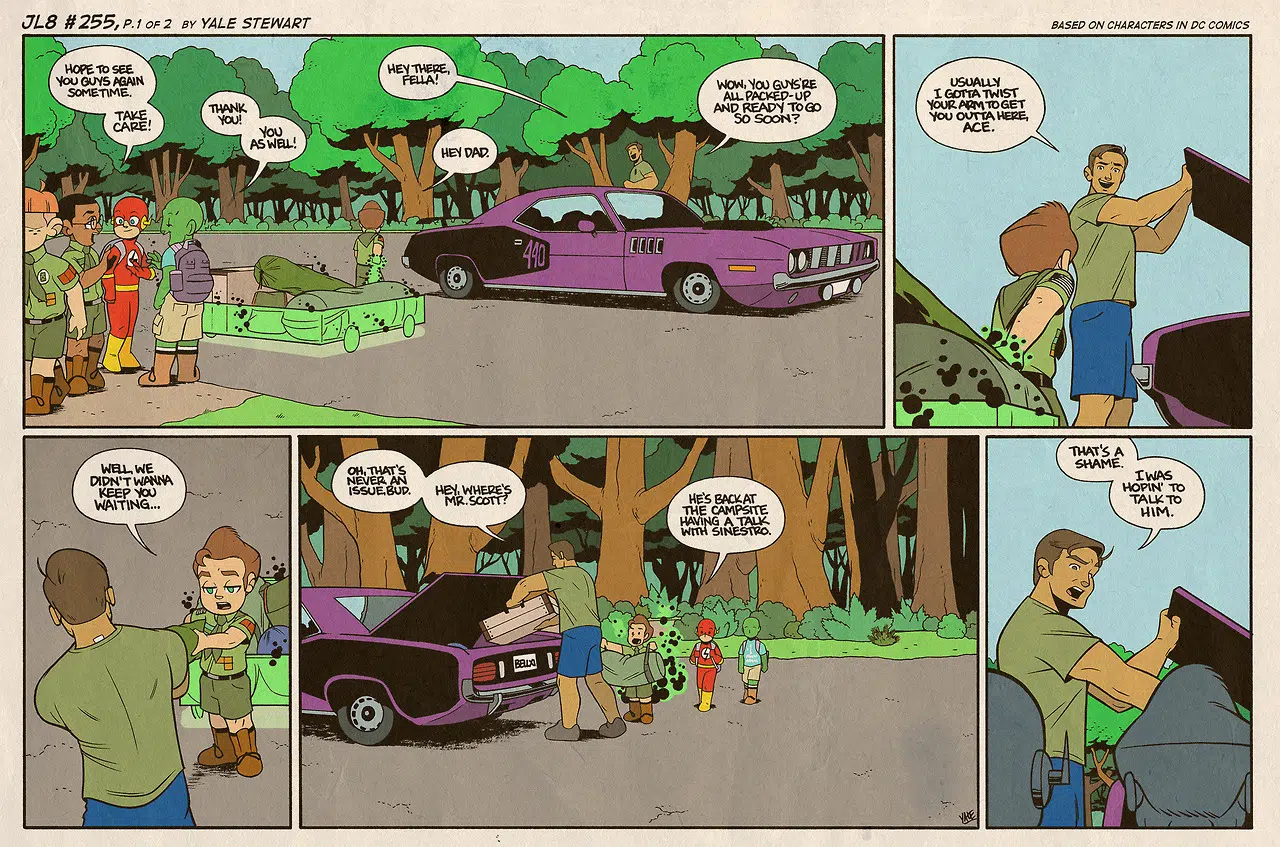 JL8 #255, P.1 OF 2 BY YALE STEWART
BASED ON CHARACTERS IN DC COMICS
HOPE TO SEE
YOU GUYS AGAIN
SOMETIME.
TAKE
CARE!
THANK
YOU!
YOU
AS WELL!
HEY THERE,
FELLA!
HEY DAD.
WOW, YOU GUYS'RE
ALL PACKED-UP
AND READY TO GO
SO SOON?
440
USUALLY
I GOTTA TWIST
YOUR ARM TO GET
YOU OUTTA HERE,
ACE.
WELL, WE
DIDN'T WANNA
KEEP YOU
WAITING...
OH, THAT'S
NEVER AN
ISSUE, BUD.
HEY, WHERE'S
MR. SCOTT?
HE'S BACK AT
THE CAMPSITE
HAVING A TALK
WITH SINESTRO.
YALE
THAT'S A
SHAME.
I WAS
HOPIN' TO
TALK TO
HIM.